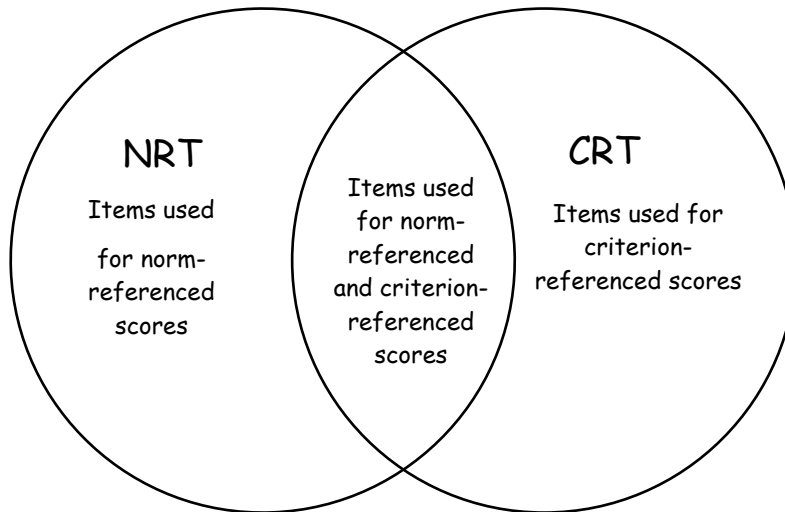 NRT
Items used
for norm-
referenced
scores
Items used
for norm-
referenced
and criterion-
referenced
scores
CRT
Items used for
criterion-
referenced scores